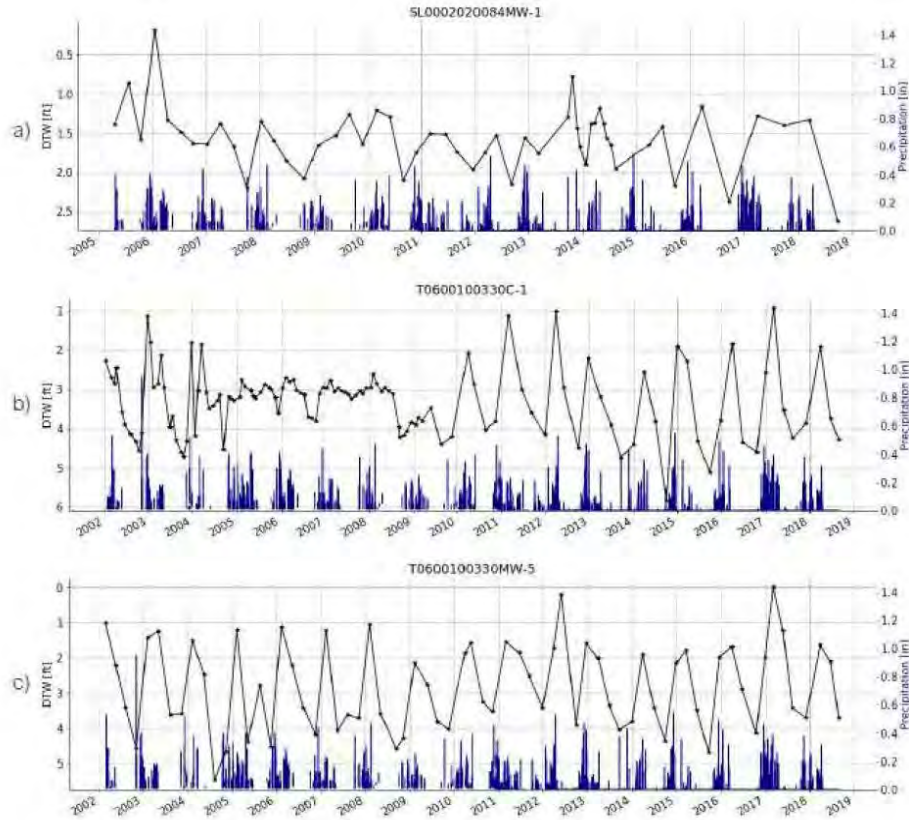 SL0002020084MW-1
a)
DTW [ft]
0.5
1.0
1.5
2.0
2.5
Precipitation [in]
1.4
1.2
1.0
0.8
0.6
0.4
0.2
0.0
2005 2006 2007 2008 2009 2010 2011 2012 2013 2014 2015 2016 2017 2018 2019
T0600100330C-1
b)
DTW [ft]
1
2
3
4
5
6
Precipitation [in]
1.4
1.2
1.0
0.8
0.6
0.4
0.2
0.0
2002 2003 2004 2005 2006 2007 2008 2009 2010 2011 2012 2013 2014 2015 2016 2017 2018 2019
T0600100330MW-5
c)
DTW [ft]
0
1
2
3
4
5
Precipitation [in]
1.4
1.2
1.0
0.8
0.6
0.4
0.2
0.0
2002 2003 2004 2005 2006 2007 2008 2009 2010 2011 2012 2013 2014 2015 2016 2017 2018 2019